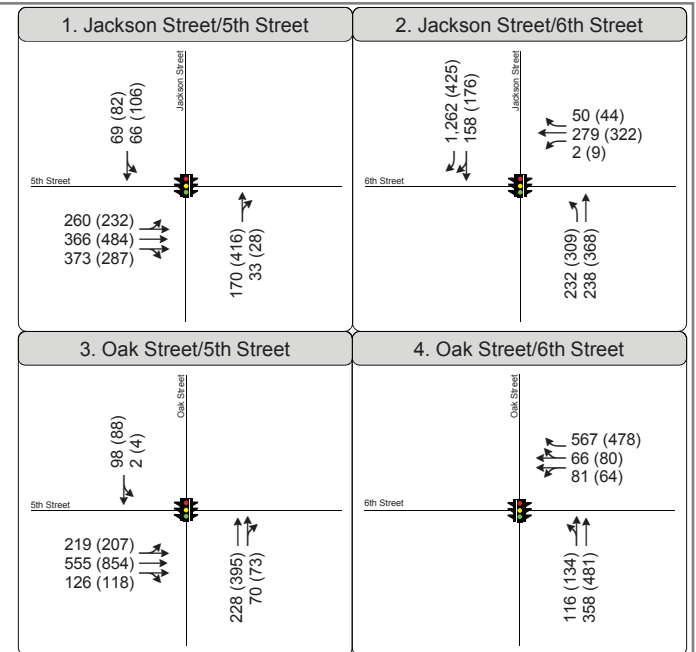 1. Jackson Street/5th Street
Jackson Street
69 (82)
66 (106)
5th Street
260 (232)
366 (484)
373 (287)
170 (416)
33 (28)
2. Jackson Street/6th Street
Jackson Street
1,262 (425)
158 (176)
50 (44)
279 (322)
2 (9)
6th Street
232 (309)
238 (368)
3. Oak Street/5th Street
Oak Street
98 (88)
2 (4)
5th Street
219 (207)
555 (854)
126 (118)
228 (395)
70 (73)
4. Oak Street/6th Street
Oak Street
567 (478)
66 (80)
81 (64)
6th Street
116 (134)
358 (481)